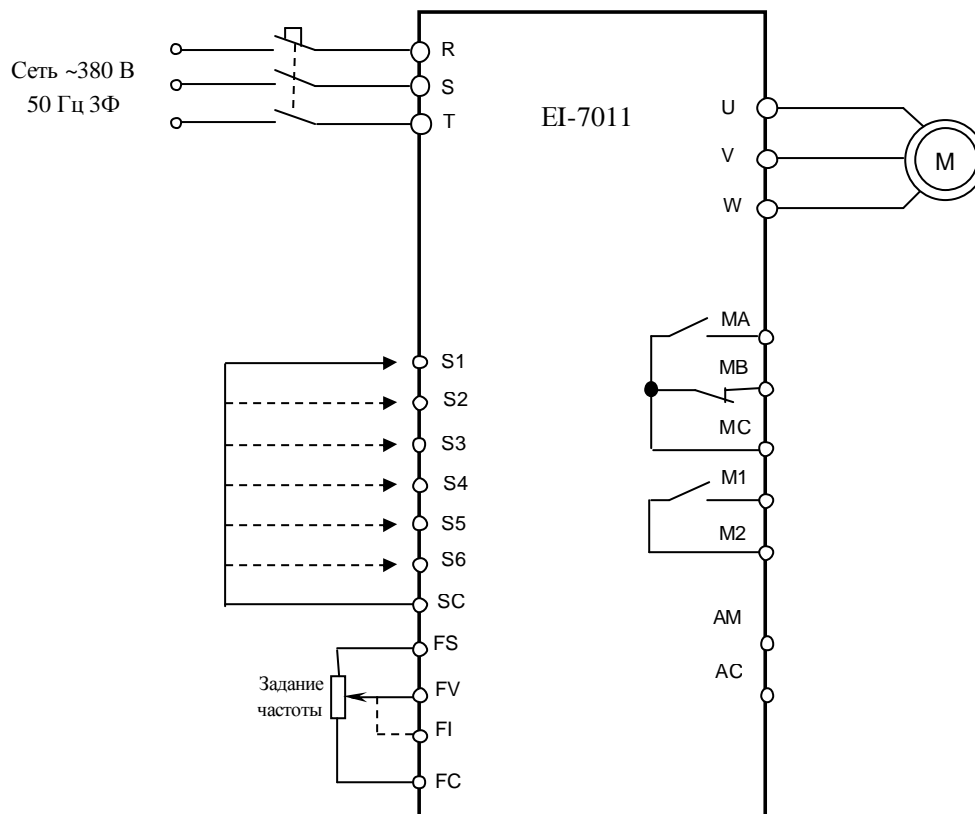 Сеть ~380 В
50 Гц 3Ф
R
S
T
EI-7011
U
V
W
M
S1
S2
S3
S4
S5
S6
SC
FS
FV
FI
FC
Задание
частоты
MA
MB
MC
M1
M2
AM
AC